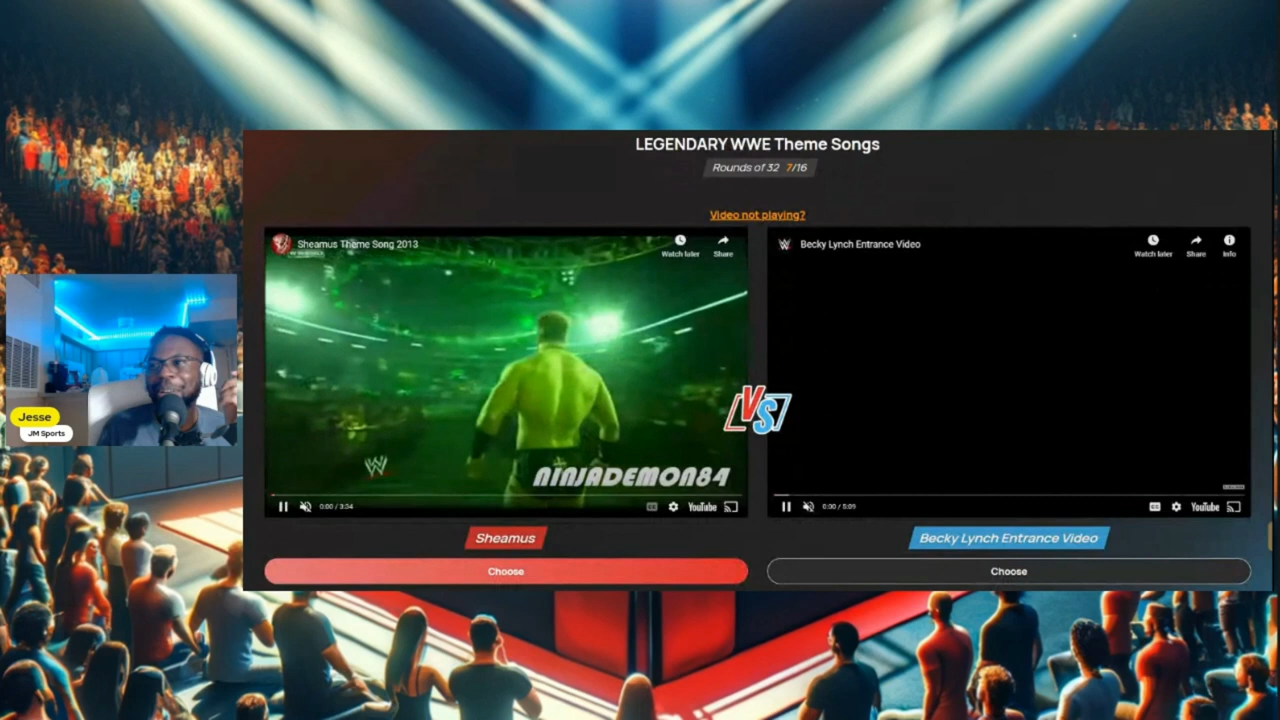 LEGENDARY WWE Theme Songs
Rounds of 32 7/16
Video not playing?
Sheamus Theme Song 2013
Watch later
Share
W
Becky Lynch Entrance Video
Watch later
Share
Info
Jesse
JM Sports
VS
W
NINJADEMON84
0:00 / 3:34
CC
YouTube
0:00 / 5:09
CC
YouTube
Sheamus
Becky Lynch Entrance Video
Choose
Choose